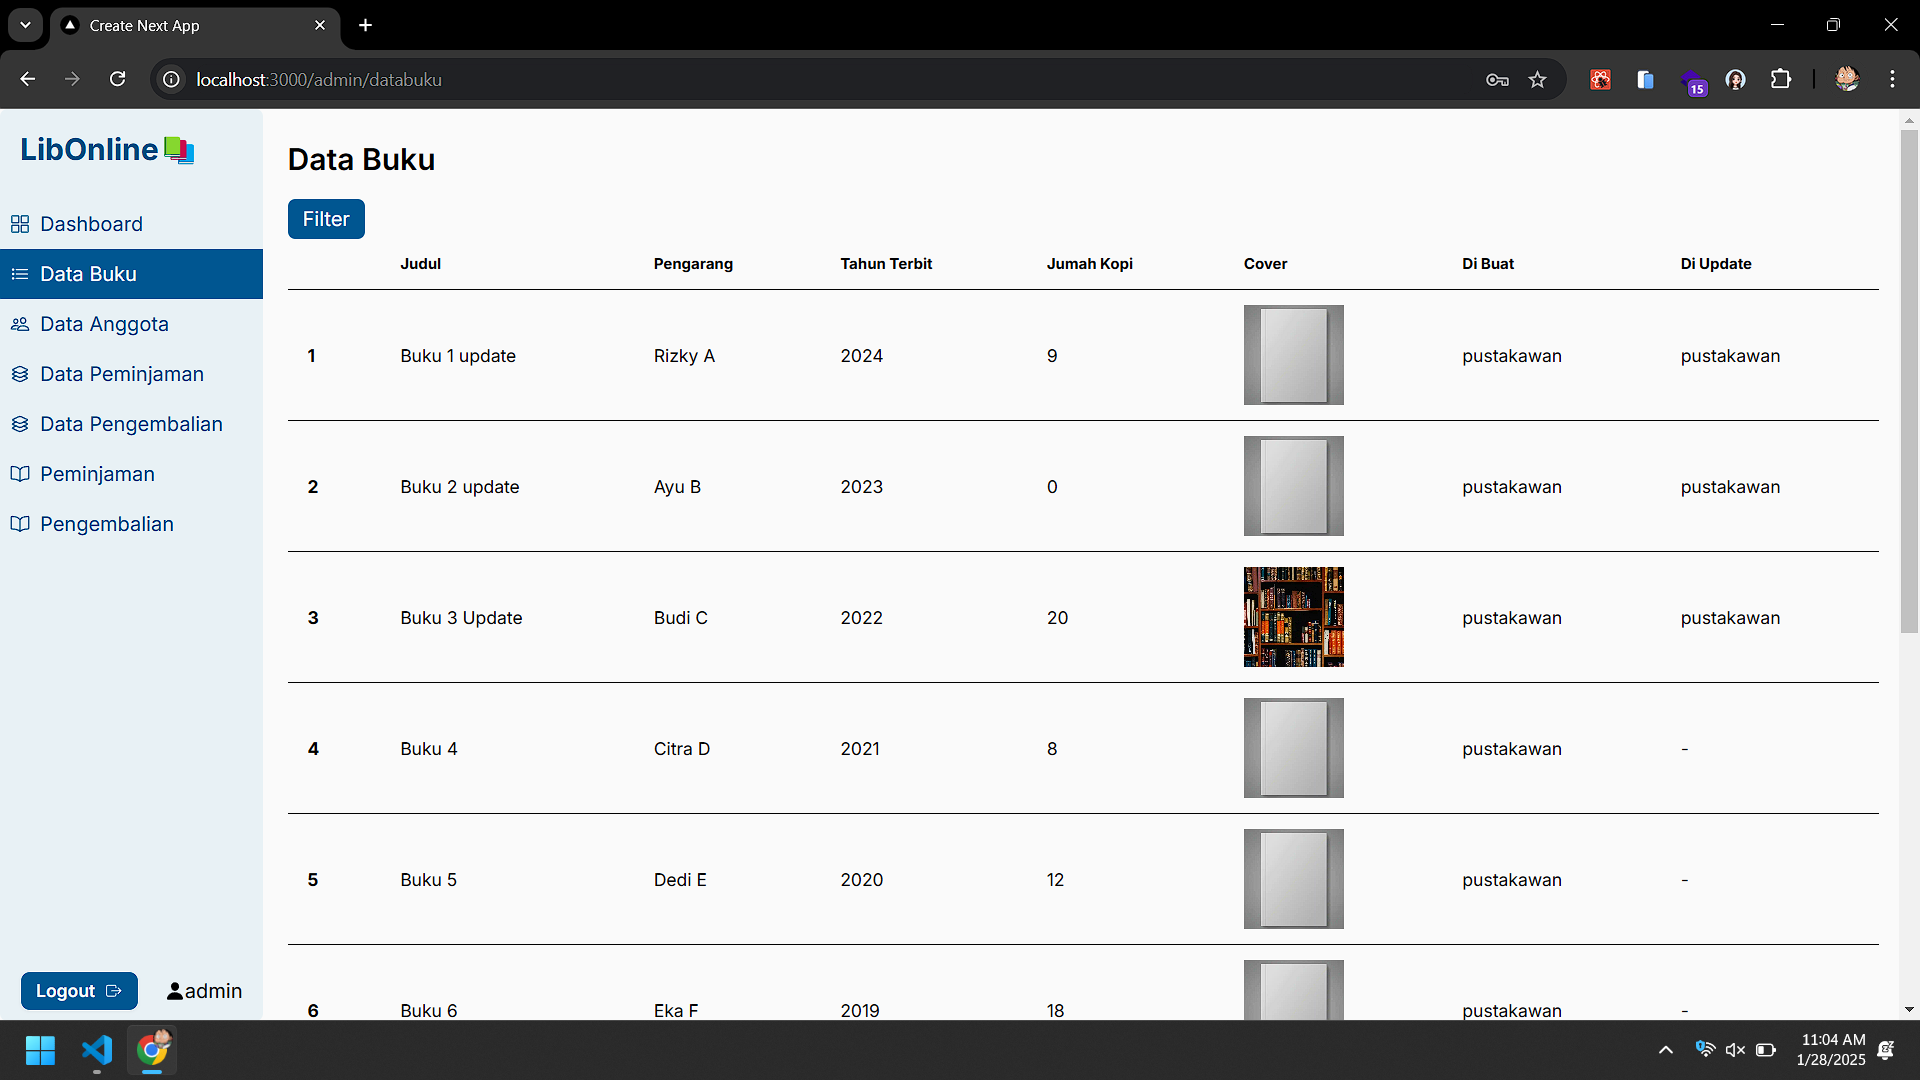 Create Next App
localhost:3000/admin/databuku
15
LibOnline
Dashboard
Data Buku
Data Anggota
Data Peminjaman
Data Pengembalian
Peminjaman
Pengembalian
Logout
admin
Data Buku
Filter
Judul Pengarang Tahun Terbit Jumah Kopi Cover Di Buat Di Update
1 Buku 1 update Rizky A 2024 9 pustakawan pustakawan
2 Buku 2 update Ayu B 2023 0 pustakawan pustakawan
3 Buku 3 Update Budi C 2022 20 pustakawan pustakawan
4 Buku 4 Citra D 2021 8 pustakawan -
5 Buku 5 Dedi E 2020 12 pustakawan -
6 Buku 6 Eka F 2019 18 pustakawan -
11:04 AM
1/28/2025